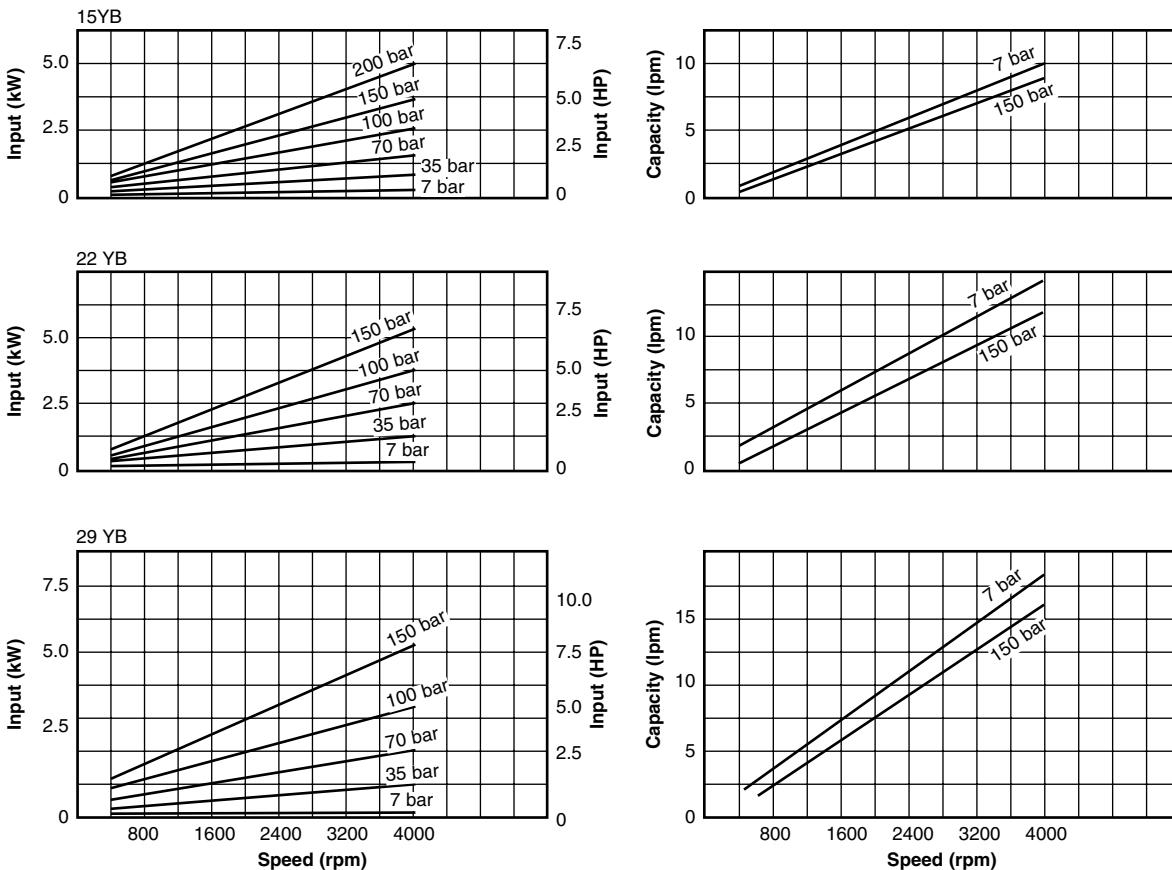 15YB
Input (kW)
5.0
2.5
0
200 bar
150 bar
100 bar
70 bar
35 bar
7 bar
7.5
5.0
2.5
0
Input (HP)
Capacity (lpm)
10
5
0
7 bar
150 bar
22 YB
Input (kW)
5.0
2.5
0
150 bar
100 bar
70 bar
35 bar
7 bar
7.5
5.0
2.5
0
Input (HP)
Capacity (lpm)
10
5
0
7 bar
150 bar
29 YB
Input (kW)
7.5
5.0
2.5
0
150 bar
100 bar
70 bar
35 bar
7 bar
10.0
7.5
5.0
2.5
0
Input (HP)
800 1600 2400 3200 4000
Speed (rpm)
Capacity (lpm)
15
10
5
0
7 bar
150 bar
800 1600 2400 3200 4000
Speed (rpm)